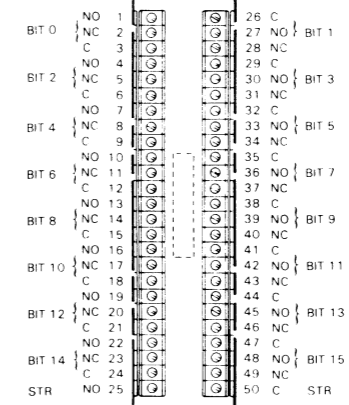 NO 1 26 C
BIT 0 NC 2 27 NO BIT 1
C 3 28 NC
NO 4 29 C
BIT 2 NC 5 30 NO BIT 3
C 6 31 NC
NO 7 32 C
BIT 4 NC 8 33 NO BIT 5
C 9 34 NC
NO 10 35 C
BIT 6 NC 11 36 NO BIT 7
C 12 37 NC
NO 13 38 C
BIT 8 NC 14 39 NO BIT 9
C 15 40 NC
NO 16 41 C
BIT 10 NC 17 42 NO BIT 11
C 18 43 NC
NO 19 44 C
BIT 12 NC 20 45 NO BIT 13
C 21 46 NC
NO 22 47 C
BIT 14 NC 23 48 NO BIT 15
C 24 49 NC
STR NO 25 50 C STR